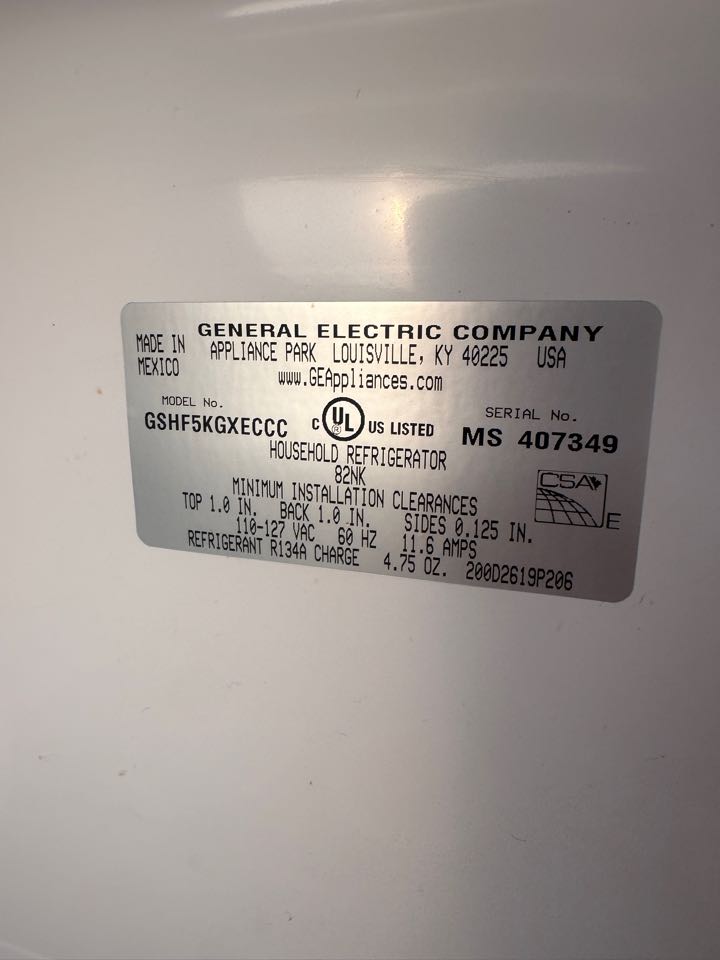 GENERAL ELECTRIC COMPANY
MADE IN MEXICO
APPLIANCE PARK LOUISVILLE, KY 40225 USA
www.GEAppliances.com
MODEL No.
GSHF5KGXECCC
C UL ® US LISTED
SERIAL No.
MS 407349
HOUSEHOLD REFRIGERATOR
82NK
MINIMUM INSTALLATION CLEARANCES
TOP 1.0 IN. BACK 1.0 IN. SIDES 0.125 IN.
110-127 VAC 60 HZ 11.6 AMPS
REFRIGERANT R134A CHARGE 4.75 OZ. 200D2619P206
CSA
E